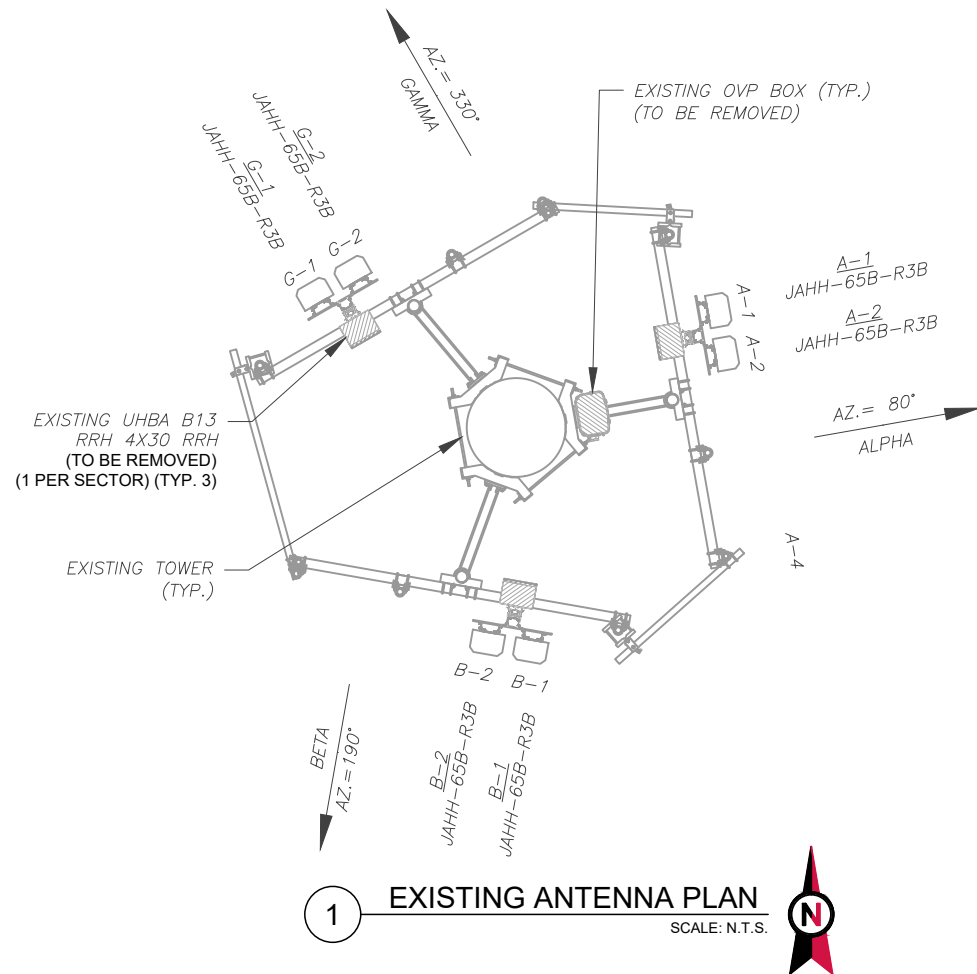 AZ.= 330°
GAMMA
EXISTING OVP BOX (TYP.)
(TO BE REMOVED)
G-2
JAHH-65B-R3B
G-1
JAHH-65B-R3B
G-1
G-2
A-1
A-2
A-1
JAHH-65B-R3B
A-2
JAHH-65B-R3B
AZ.= 80°
ALPHA
EXISTING UHBA B13
RRH 4X30 RRH
(TO BE REMOVED)
(1 PER SECTOR) (TYP. 3)
EXISTING TOWER
(TYP.)
A-4
B-2
B-1
B-2
JAHH-65B-R3B
B-1
JAHH-65B-R3B
BETA
AZ.=190°
1
EXISTING ANTENNA PLAN
SCALE: N.T.S.
N